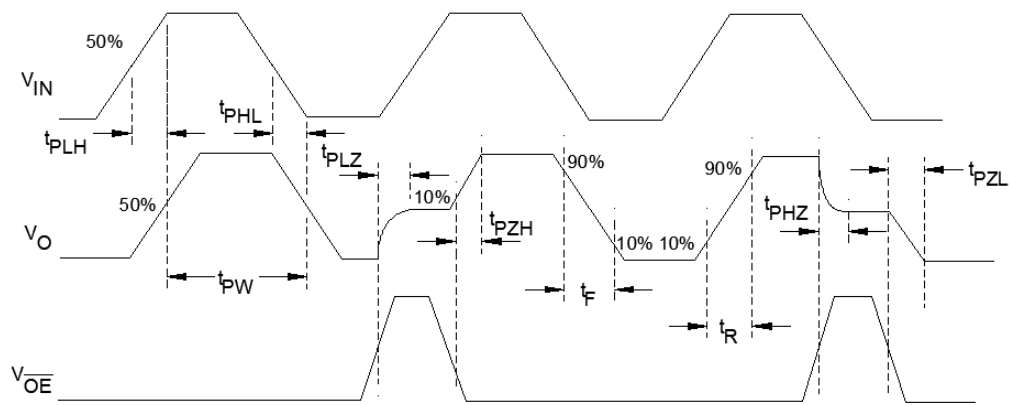 50%
V_IN
t_PHL
t_PLH
t_PLZ
90%
90%
t_PZL
10%
50%
t_PHZ
t_PZH
V_O
10% 10%
t_PW
t_F
t_R
V_OE